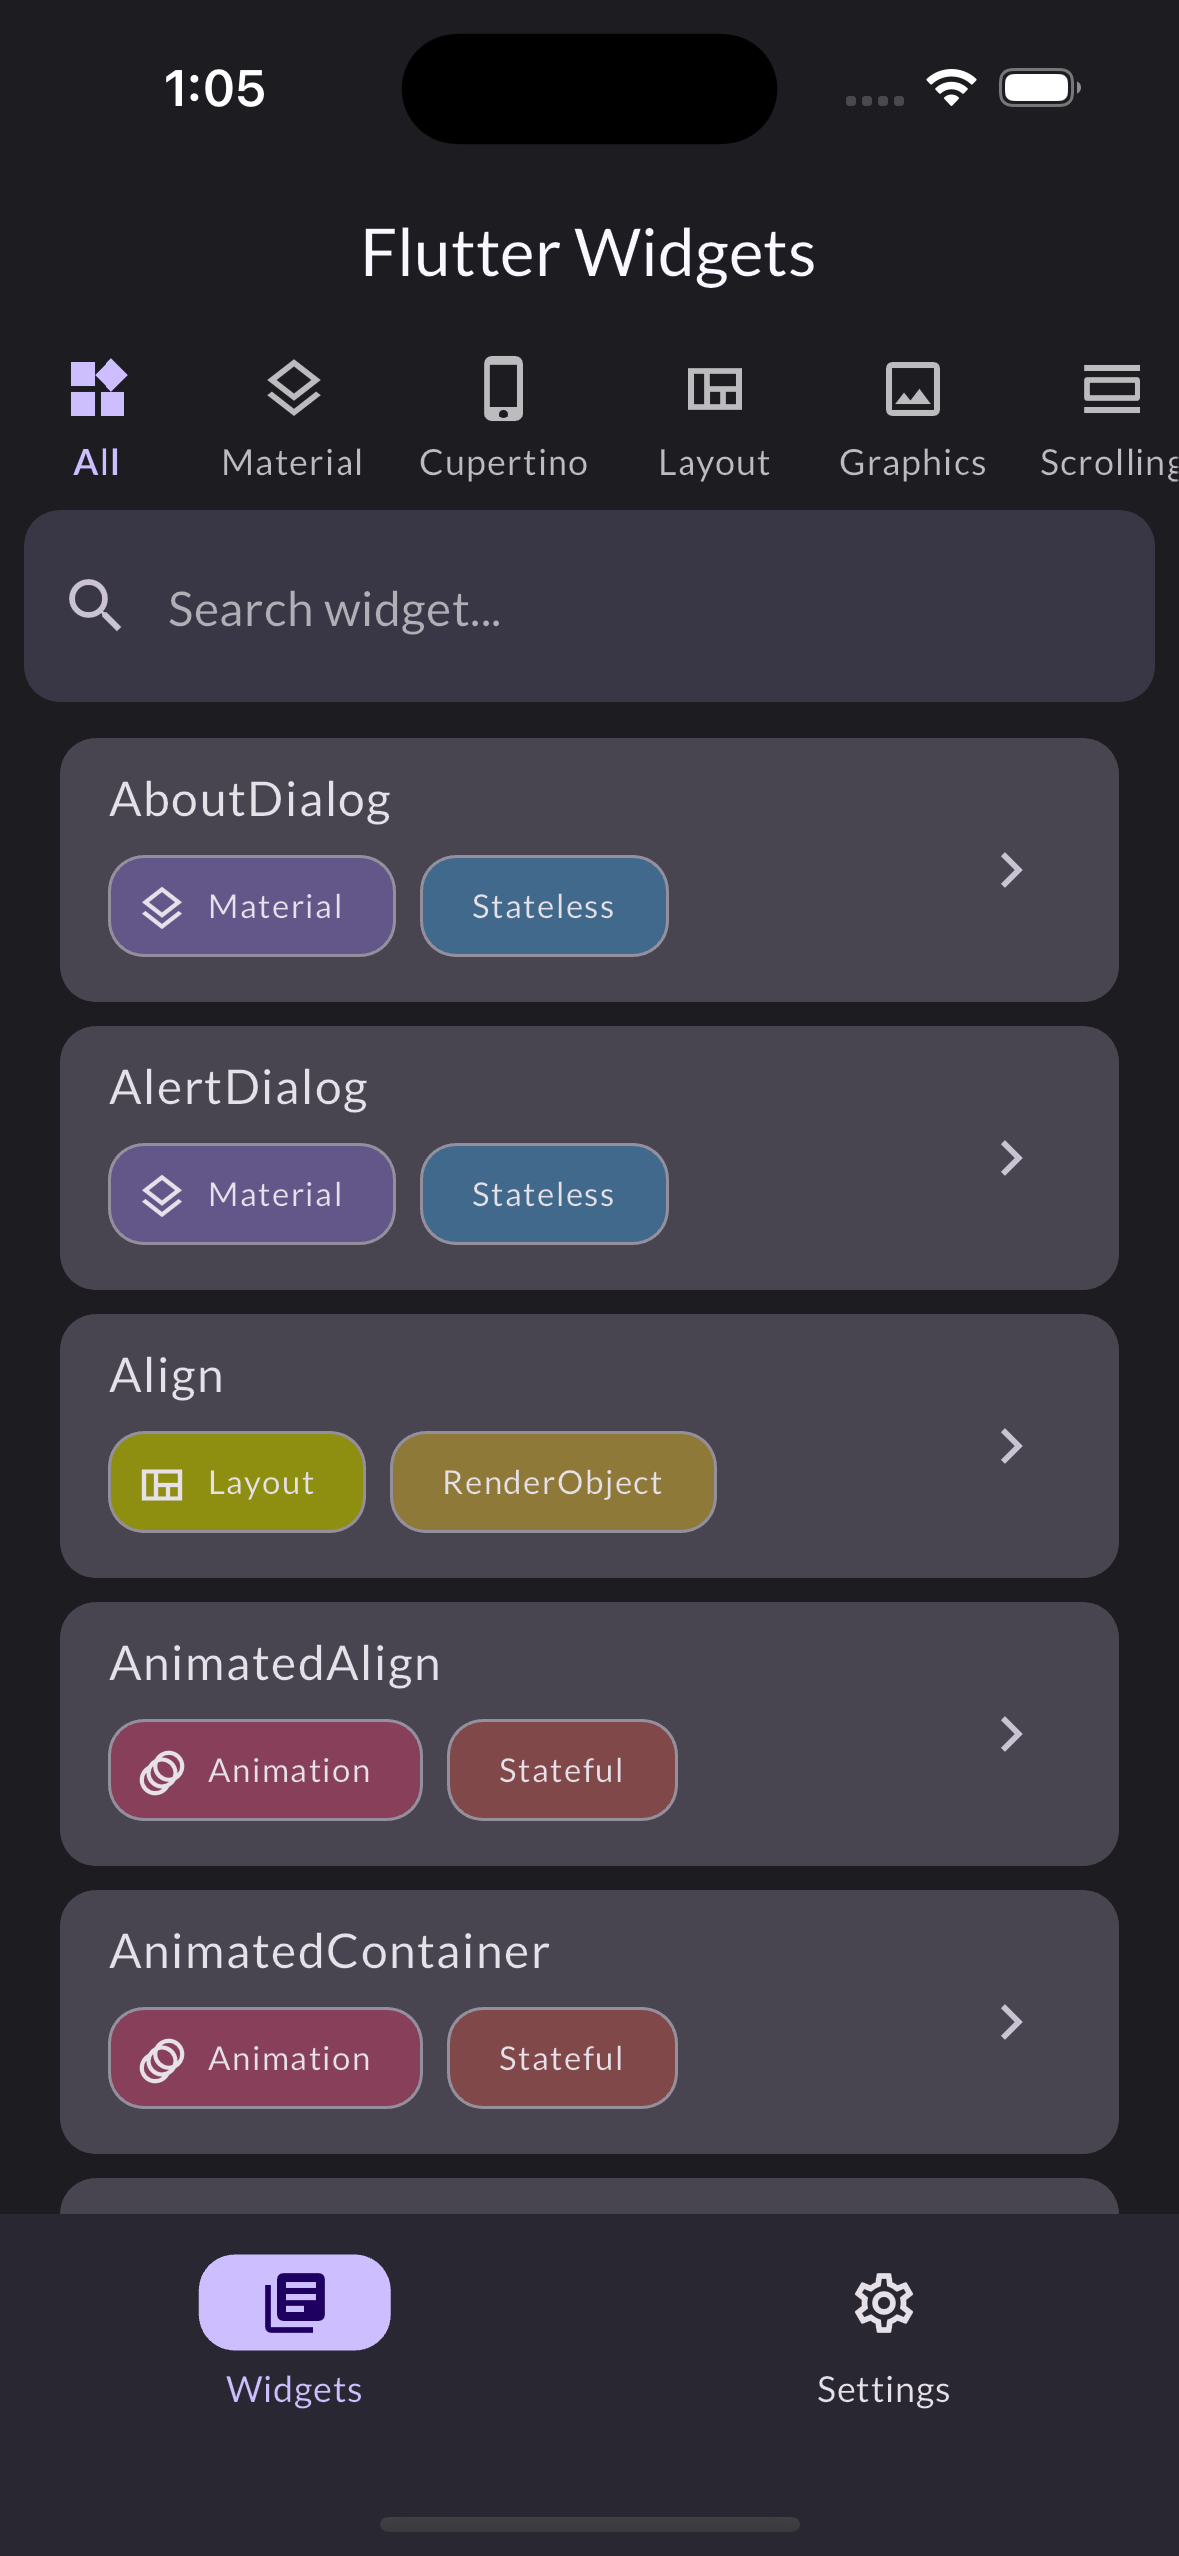 1:05
Flutter Widgets
All Material Cupertino Layout Graphics Scrolling
Search widget...
AboutDialog
Material Stateless
AlertDialog
Material Stateless
Align
Layout RenderObject
AnimatedAlign
Animation Stateful
AnimatedContainer
Animation Stateful
Widgets Settings